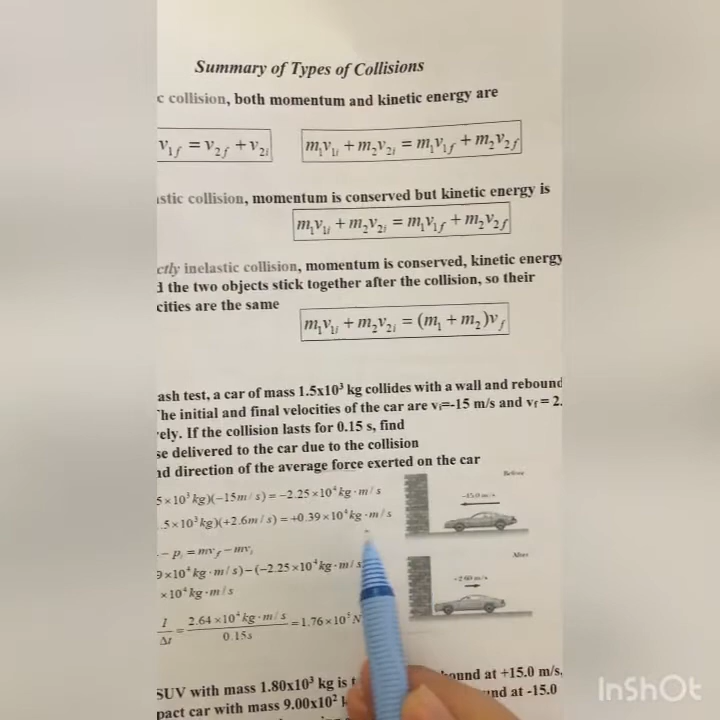 Summary of Types of Collisions
c collision, both momentum and kinetic energy are
v₁f = v₂f + v₂i   m₁v₁i + m₂v₂i = m₁v₁f + m₂v₂f
stic collision, momentum is conserved but kinetic energy is
m₁v₁i + m₂v₂i = m₁v₁f + m₂v₂f
ctly inelastic collision, momentum is conserved, kinetic energy
d the two objects stick together after the collision, so their
cities are the same
m₁v₁i + m₂v₂i = (m₁ + m₂)vf
ash test, a car of mass 1.5x10³ kg collides with a wall and rebound
he initial and final velocities of the car are vi=-15 m/s and vf = 2.
ely. If the collision lasts for 0.15 s, find
se delivered to the car due to the collision
nd direction of the average force exerted on the car
Before
5×10³ kg)(−15m/s) = −2.25×10⁴ kg·m/s
−15.0 m/s
.5×10³ kg)(+2.6m/s) = +0.39×10⁴ kg·m/s
After
− pi = mvf − mvi
9×10⁴ kg·m/s) − (−2.25×10⁴ kg·m/s
+2.60 m/s
×10⁴ kg·m/s
I/Δt = 2.64×10⁴ kg·m/s / 0.15s = 1.76×10⁵ N
SUV with mass 1.80x10³ kg is ound at +15.0 m/s,
pact car with mass 9.00x10² und at -15.0
InShOt